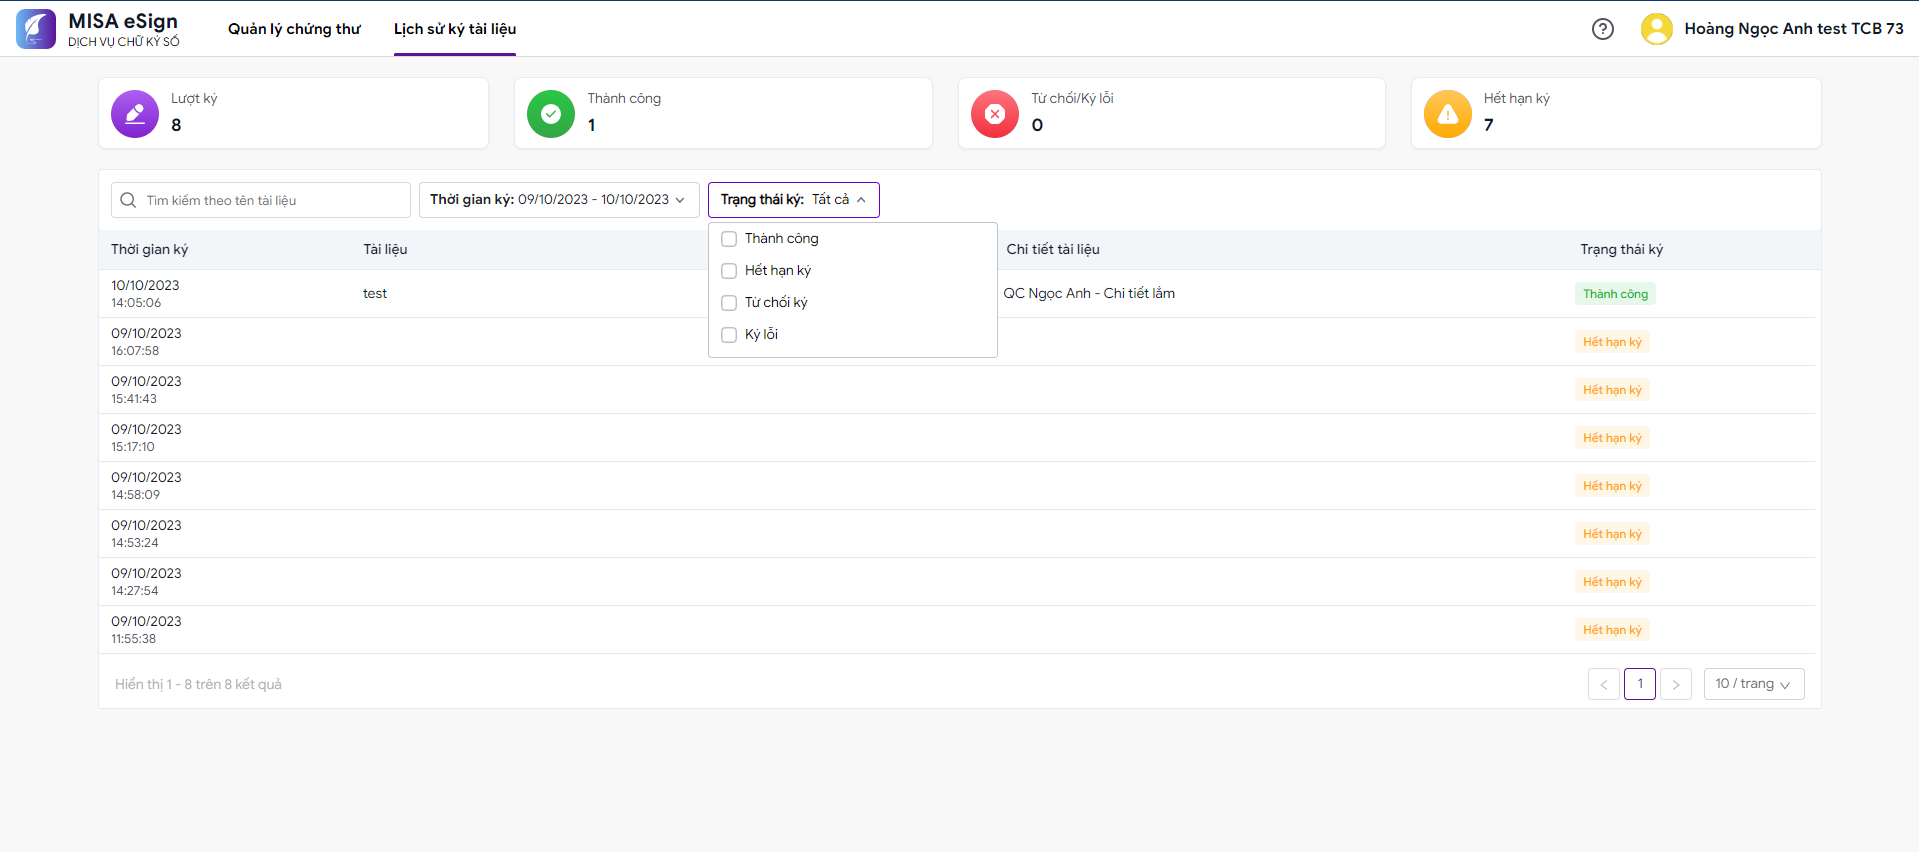 MISA eSign
DỊCH VỤ CHỮ KÝ SỐ
Quản lý chứng thư
Lịch sử ký tài liệu
Hoàng Ngọc Anh test TCB 73
Lượt ký
8
Thành công
1
Từ chối/Ký lỗi
0
Hết hạn ký
7
Tìm kiếm theo tên tài liệu
Thời gian ký: 09/10/2023 - 10/10/2023
Trạng thái ký: Tất cả
Thành công
Hết hạn ký
Từ chối ký
Ký lỗi
Thời gian ký
Tài liệu
Chi tiết tài liệu
Trạng thái ký
10/10/2023
14:05:06
test
QC Ngọc Anh - Chi tiết lắm
Thành công
09/10/2023
16:07:58
Hết hạn ký
09/10/2023
15:41:43
Hết hạn ký
09/10/2023
15:17:10
Hết hạn ký
09/10/2023
14:58:09
Hết hạn ký
09/10/2023
14:53:24
Hết hạn ký
09/10/2023
14:27:54
Hết hạn ký
09/10/2023
11:55:38
Hết hạn ký
Hiển thị 1 - 8 trên 8 kết quả
1
10 / trang